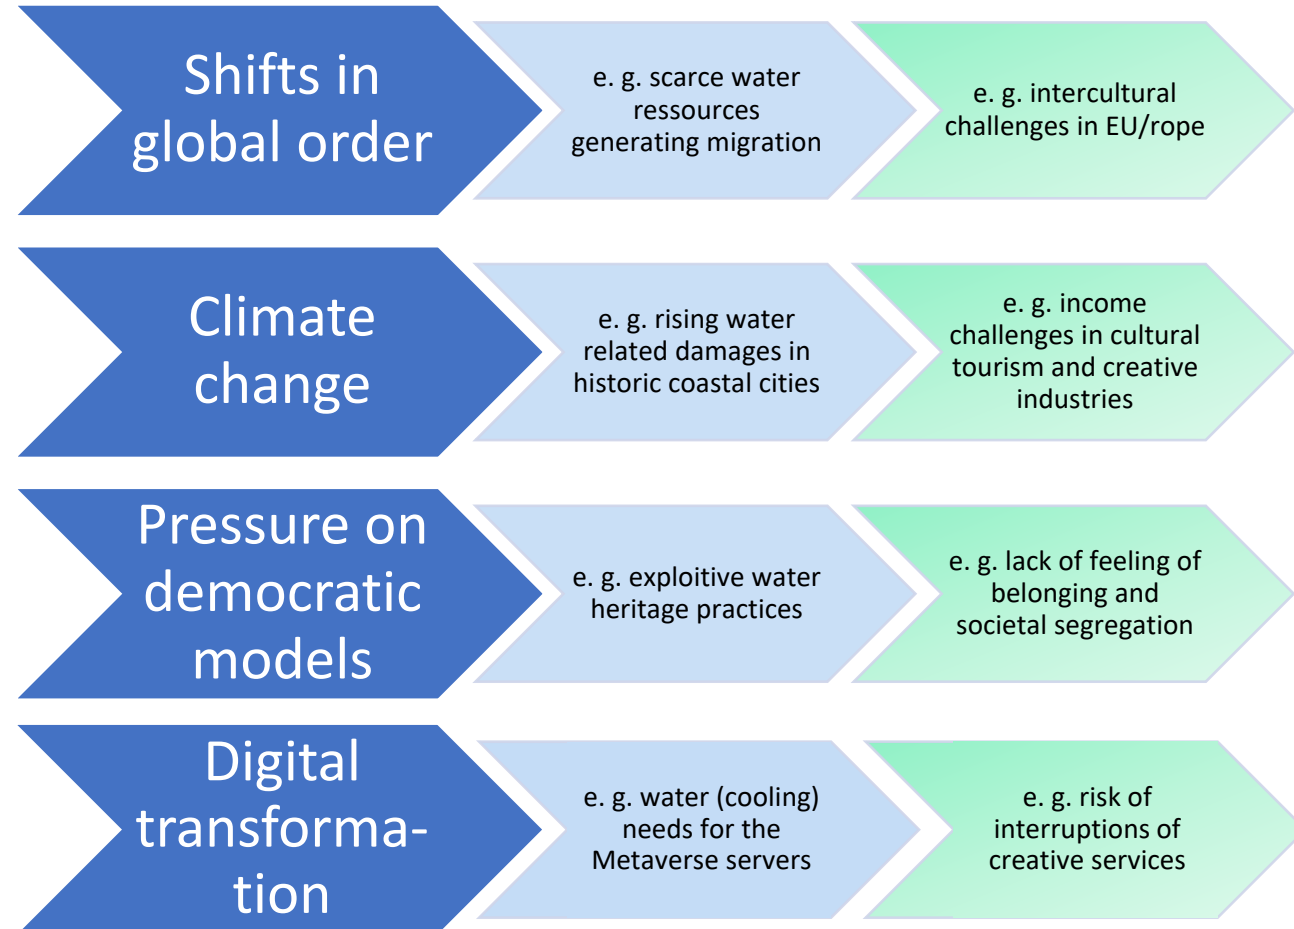 Shifts in
global order
e. g. scarce water
ressources
generating migration
e. g. intercultural
challenges in EU/rope
Climate
change
e. g. rising water
related damages in
historic coastal cities
e. g. income
challenges in cultural
tourism and creative
industries
Pressure on
democratic
models
e. g. exploitive water
heritage practices
e. g. lack of feeling of
belonging and
societal segregation
Digital
transforma-
tion
e. g. water (cooling)
needs for the
Metaverse servers
e. g. risk of
interruptions of
creative services